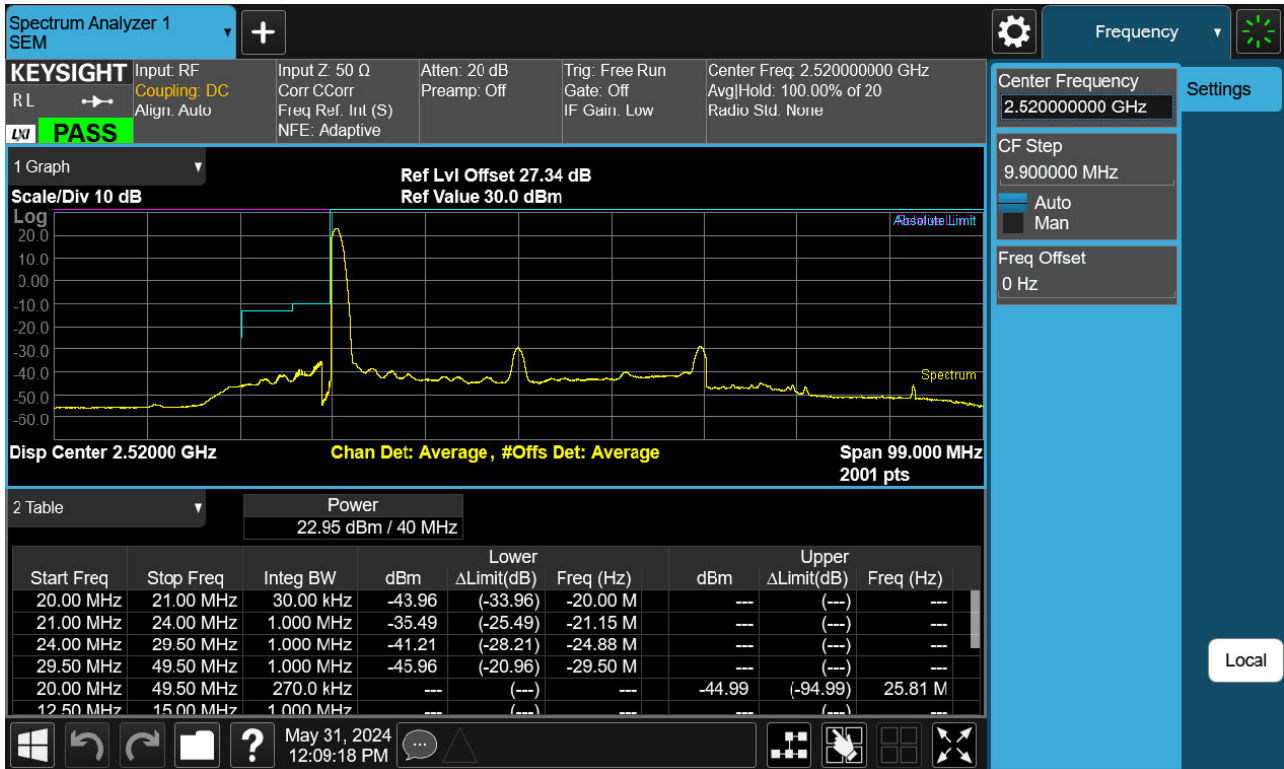 Spectrum Analyzer 1
SEM
+
Frequency
KEYSIGHT
R L
LXI
PASS
Input: RF
Coupling: DC
Align: Auto
Input Z: 50 Ω
Corr CCorr
Freq Ref: Int (S)
NFE: Adaptive
Atten: 20 dB
Preamp: Off
Trig: Free Run
Gate: Off
IF Gain: Low
Center Freq: 2.520000000 GHz
Avg|Hold: 100.00% of 20
Radio Std: None
Center Frequency
2.520000000 GHz
Settings
CF Step
9.900000 MHz
Auto
Man
Freq Offset
0 Hz
Local
1 Graph
Scale/Div 10 dB
Ref Lvl Offset 27.34 dB
Ref Value 30.0 dBm
Log
Absolute Limit
20.0
10.0
0.00
-10.0
-20.0
-30.0
-40.0
-50.0
-60.0
Spectrum
Disp Center 2.52000 GHz
Chan Det: Average, #Offs Det: Average
Span 99.000 MHz
2001 pts
2 Table
Power
22.95 dBm / 40 MHz
Lower Upper
Start Freq Stop Freq Integ BW dBm ΔLimit(dB) Freq (Hz) dBm ΔLimit(dB) Freq (Hz)
20.00 MHz 21.00 MHz 30.00 kHz -43.96 (-33.96) -20.00 M --- (---) ---
21.00 MHz 24.00 MHz 1.000 MHz -35.49 (-25.49) -21.15 M --- (---) ---
24.00 MHz 29.50 MHz 1.000 MHz -41.21 (-28.21) -24.88 M --- (---) ---
29.50 MHz 49.50 MHz 1.000 MHz -45.96 (-20.96) -29.50 M --- (---) ---
20.00 MHz 49.50 MHz 270.0 kHz --- (---) --- -44.99 (-94.99) 25.81 M
12.50 MHz 15.00 MHz 1.000 MHz --- (---) --- --- (---) ---
?
May 31, 2024
12:09:18 PM